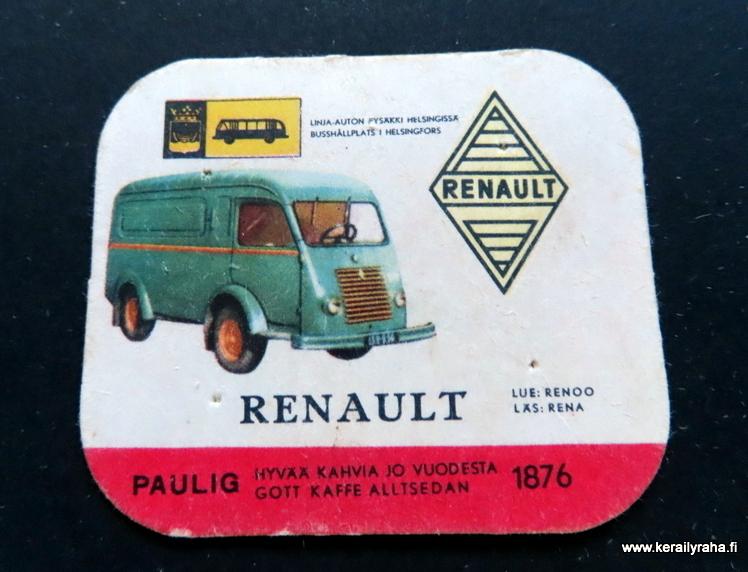 LINJA-AUTON PYSÄKKI HELSINGISSÄ
BUSSHÅLLPLATS I HELSINGFORS
RENAULT
RENAULT
LUE: RENOO
LÄS: RENA
PAULIG
HYVÄÄ KAHVIA JO VUODESTA
GOTT KAFFE ALLTSEDAN
1876
www.kerailyraha.fi